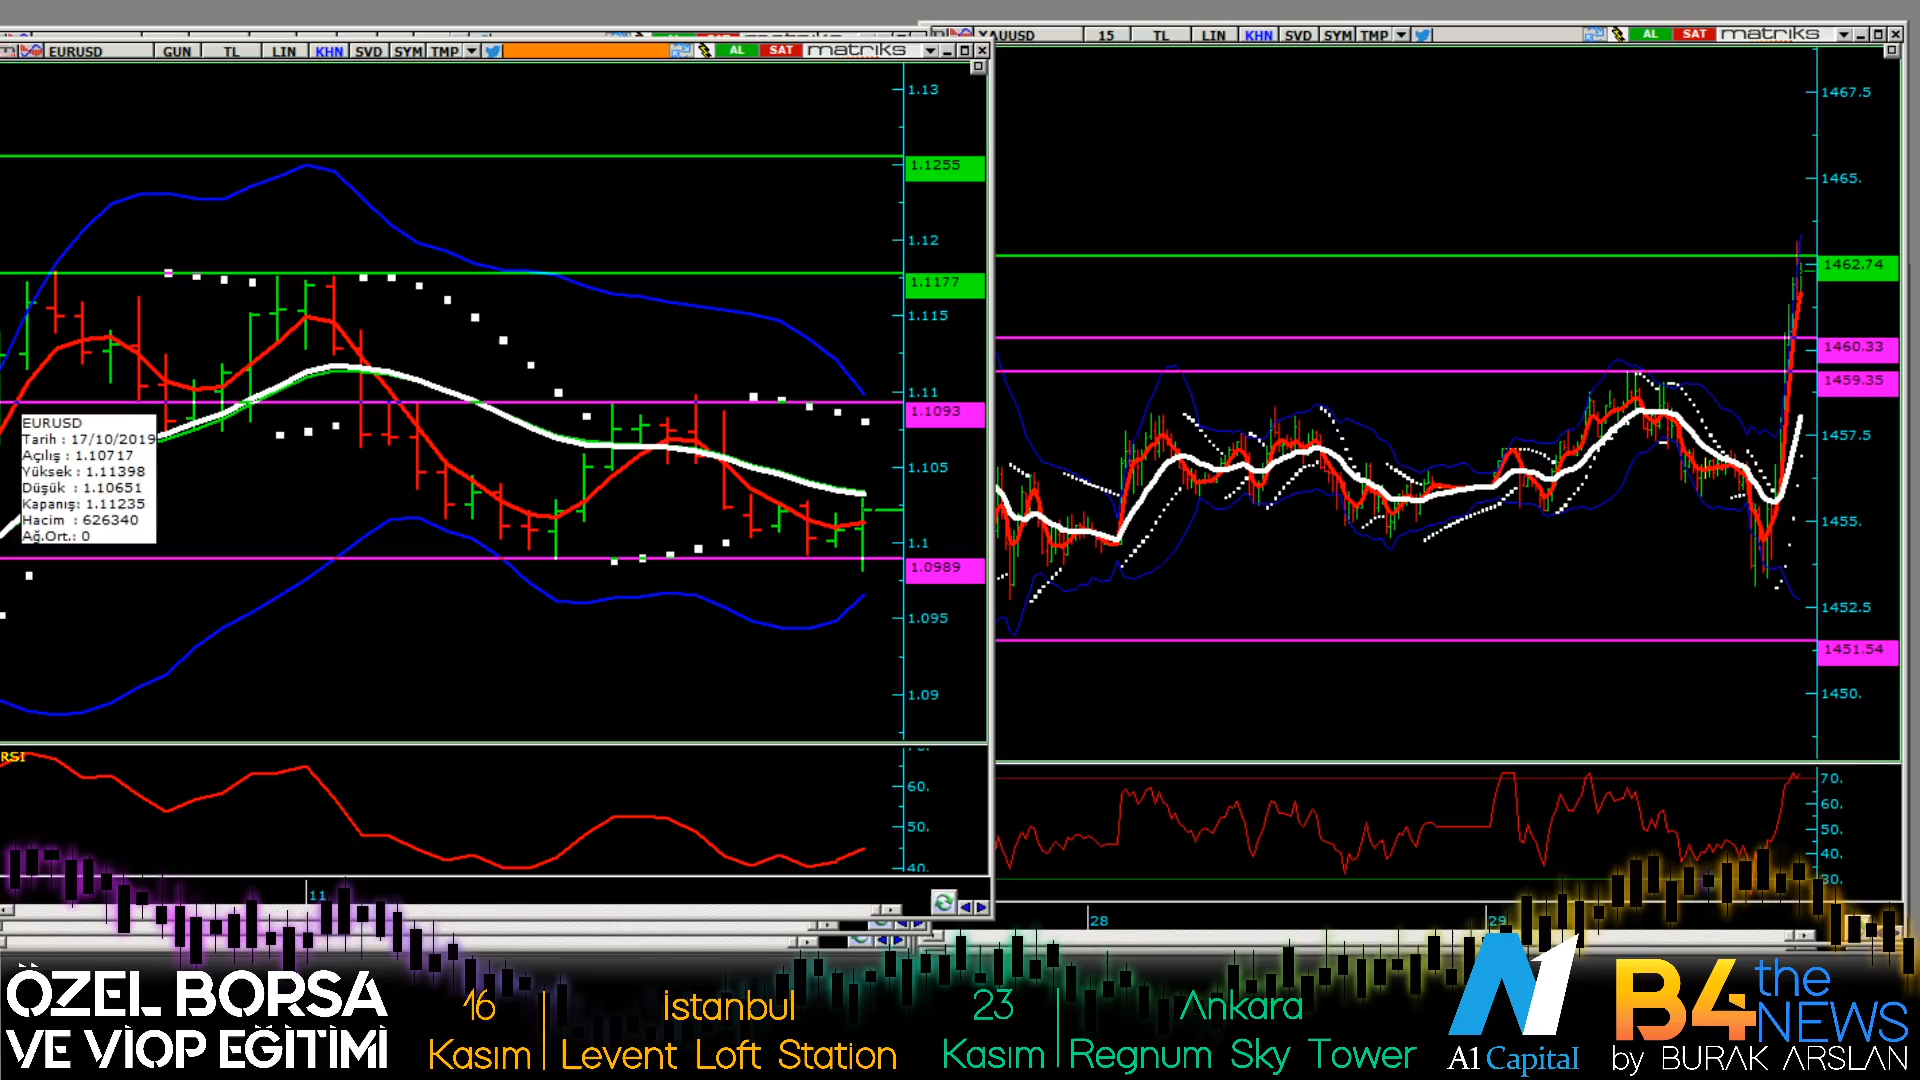 EURUSD GUN TL LIN KHN SVD SYM TMP AL SAT matriks
XAUUSD 15 TL LIN KHN SVD SYM TMP AL SAT matriks
1.13
1.1255
1.12
1.1177
1.115
1.11
1.1093
1.105
1.1
1.0989
1.095
1.09
EURUSD
Tarih : 17/10/2019
Açılış : 1.10717
Yüksek : 1.11398
Düşük : 1.10651
Kapanış: 1.11235
Hacim : 626340
Ağ.Ort.: 0
RSI
60.
50.
40.
11
1467.5
1465.
1462.74
1460.33
1459.35
1457.5
1455.
1452.5
1451.54
1450.
70.
60.
50.
40.
30.
28
29
ÖZEL BORSA
VE VİOP EĞİTİMİ
16
Kasım
İstanbul
Levent Loft Station
23
Kasım
Ankara
Regnum Sky Tower
A1 Capital
B4 the NEWS
by BURAK ARSLAN